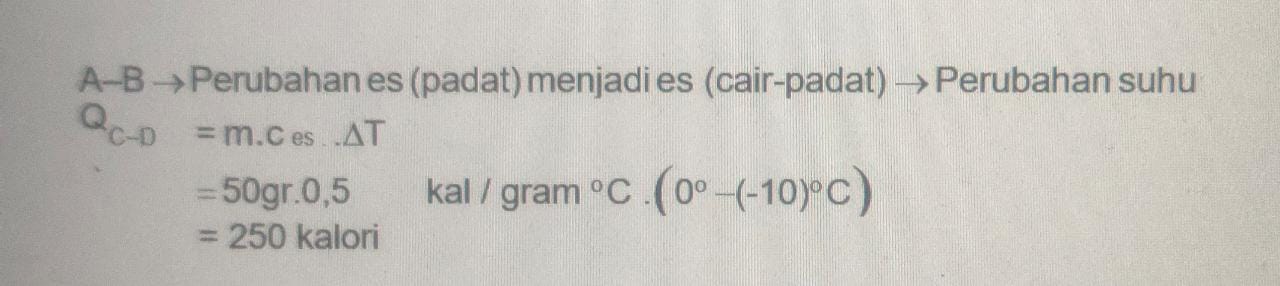 A–B → Perubahan es (padat) menjadi es (cair-padat) → Perubahan suhu
Q C–D = m.c es . .ΔT
= 50gr.0,5 kal / gram °C .(0° –(-10)°C)
= 250 kalori